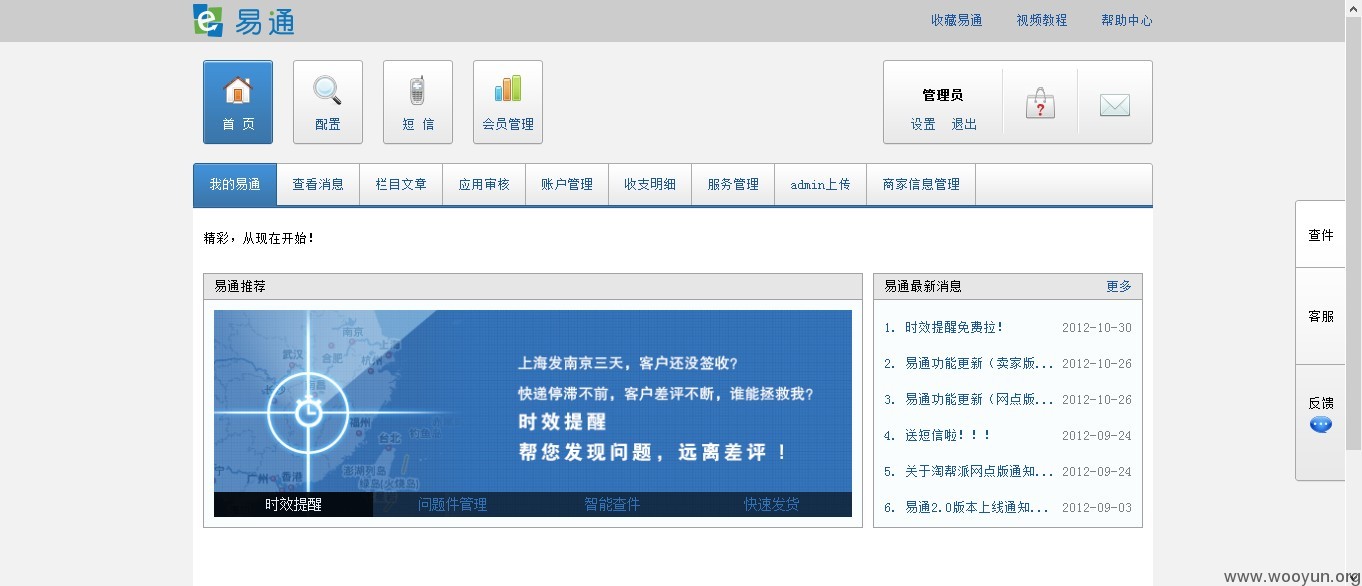 易通
收藏易通 视频教程 帮助中心
首 页 配置 短 信 会员管理
管理员
设置 退出
我的易通 查看消息 栏目文章 应用审核 账户管理 收支明细 服务管理 admin上传 商家信息管理
精彩，从现在开始！
易通推荐
南京
上海
武汉 合肥 杭州
上海发南京三天，客户还没签收？
快递停滞不前，客户差评不断，谁能拯救我？
时效提醒
帮您发现问题，远离差评！
福州
台北 钓鱼岛
澎湖列岛
广州 香港 绿岛(火烧岛)
时效提醒 问题件管理 智能查件 快速发货
易通最新消息 更多
1. 时效提醒免费拉！ 2012-10-30
2. 易通功能更新（卖家版... 2012-10-26
3. 易通功能更新（网点版... 2012-10-26
4. 送短信啦！！！ 2012-09-24
5. 关于淘帮派网点版通知... 2012-09-24
6. 易通2.0版本上线通知... 2012-09-03
查件
客服
反馈
www.wooyun.org